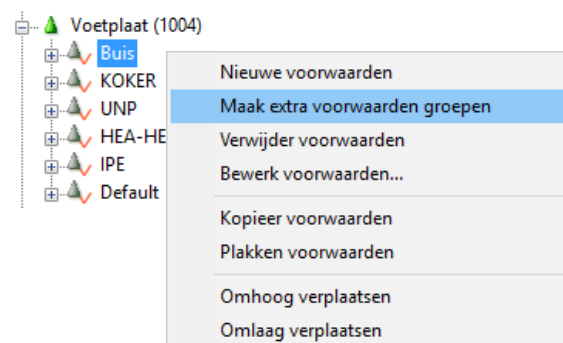 Voetplaat (1004)
Buis
KOKER
UNP
HEA-HE
IPE
Default
Nieuwe voorwaarden
Maak extra voorwaarden groepen
Verwijder voorwaarden
Bewerk voorwaarden...
Kopieer voorwaarden
Plakken voorwaarden
Omhoog verplaatsen
Omlaag verplaatsen